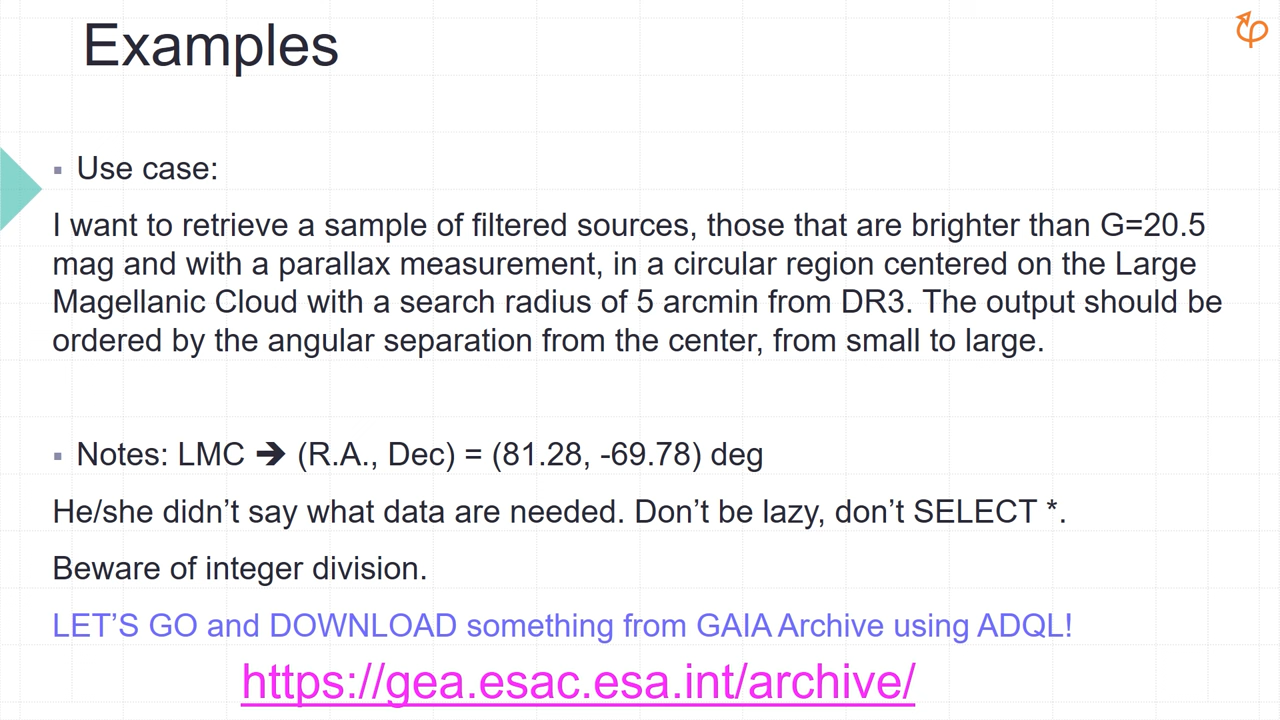 Examples
▪ Use case:
I want to retrieve a sample of filtered sources, those that are brighter than G=20.5
mag and with a parallax measurement, in a circular region centered on the Large
Magellanic Cloud with a search radius of 5 arcmin from DR3. The output should be
ordered by the angular separation from the center, from small to large.
▪ Notes: LMC ➔ (R.A., Dec) = (81.28, -69.78) deg
He/she didn’t say what data are needed. Don’t be lazy, don’t SELECT *.
Beware of integer division.
LET’S GO and DOWNLOAD something from GAIA Archive using ADQL!
https://gea.esac.esa.int/archive/